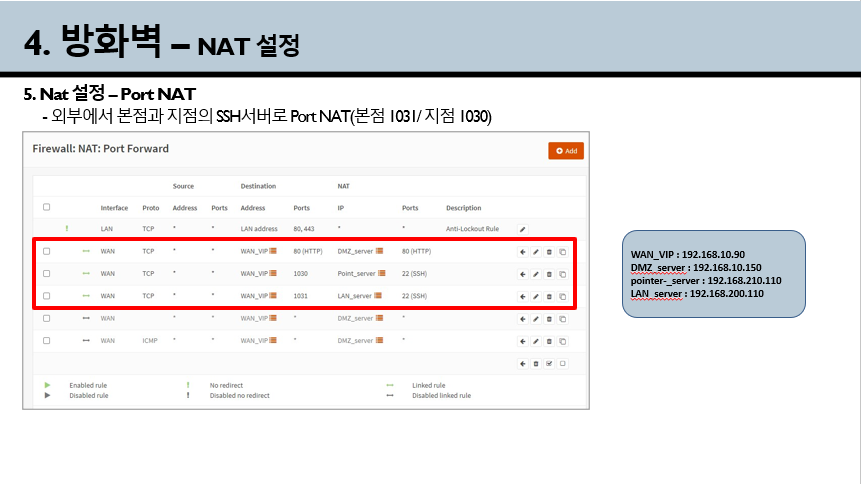 4. 방화벽 – NAT 설정
5. Nat 설정 – Port NAT
- 외부에서 본점과 지점의 SSH서버로 Port NAT(본점 1031/ 지점 1030)
Firewall: NAT: Port Forward
Add
Source Destination NAT
Interface Proto Address Ports Address Ports IP Ports Description
! LAN TCP * * LAN address 80, 443 * * Anti-Lockout Rule
WAN TCP * * WAN_VIP 80 (HTTP) DMZ_server 80 (HTTP)
WAN TCP * * WAN_VIP 1030 Point_server 22 (SSH)
WAN TCP * * WAN_VIP 1031 LAN_server 22 (SSH)
WAN * * WAN_VIP * DMZ_server *
WAN ICMP * * WAN_VIP * DMZ_server *
Enabled rule ! No redirect Linked rule
Disabled rule ! Disabled no redirect Disabled linked rule
WAN_VIP : 192.168.10.90
DMZ_server : 192.168.10.150
pointer-_server : 192.168.210.110
LAN_server : 192.168.200.110